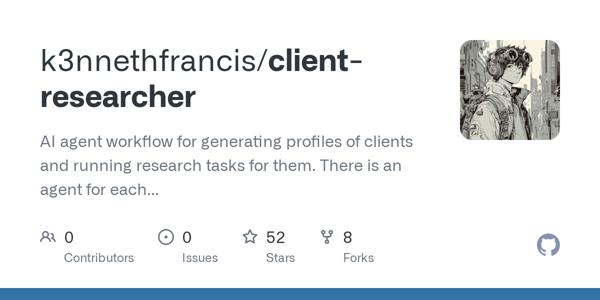 k3nnethfrancis/client-
researcher
AI agent workflow for generating profiles of clients
and running research tasks for them. There is an
agent for each...
0
Contributors
0
Issues
52
Stars
8
Forks